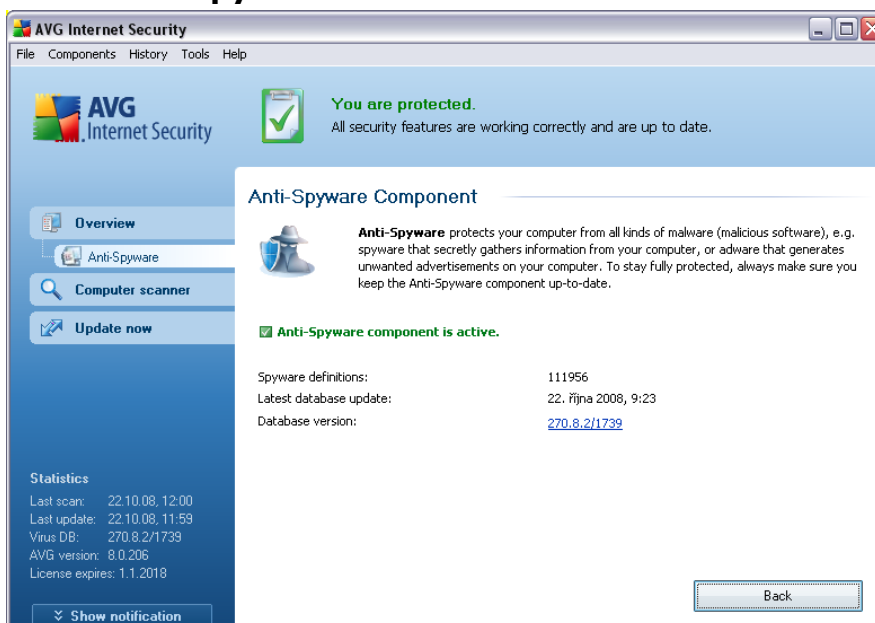 AVG Internet Security
File Components History Tools Help
AVG
Internet Security
You are protected.
All security features are working correctly and are up to date.
Overview
Anti-Spyware
Computer scanner
Update now
Anti-Spyware Component
Anti-Spyware protects your computer from all kinds of malware (malicious software), e.g.
spyware that secretly gathers information from your computer, or adware that generates
unwanted advertisements on your computer. To stay fully protected, always make sure you
keep the Anti-Spyware component up-to-date.
Anti-Spyware component is active.
Spyware definitions: 111956
Latest database update: 22. října 2008, 9:23
Database version: 270.8.2/1739
Statistics
Last scan: 22.10.08, 12:00
Last update: 22.10.08, 11:59
Virus DB: 270.8.2/1739
AVG version: 8.0.206
License expires: 1.1.2018
Show notification
Back